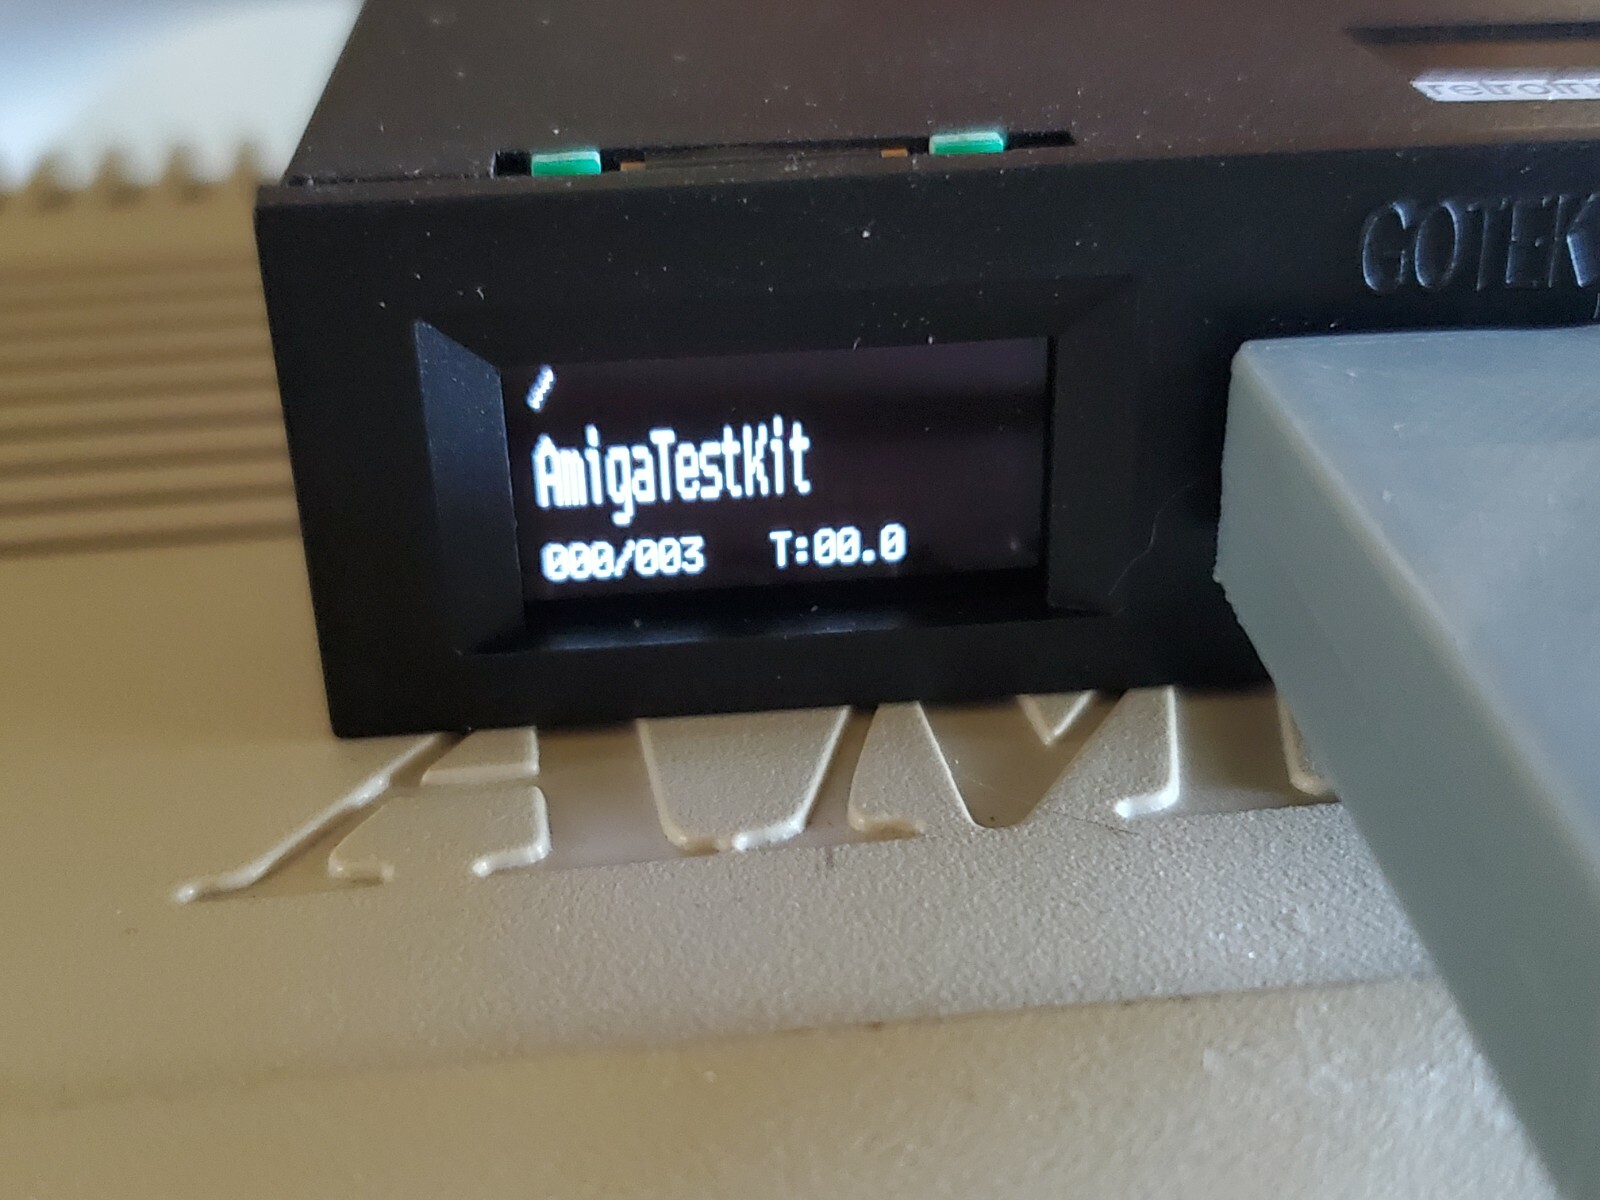 GOTEK
/
AmigaTestKit
000/003 T:00.0